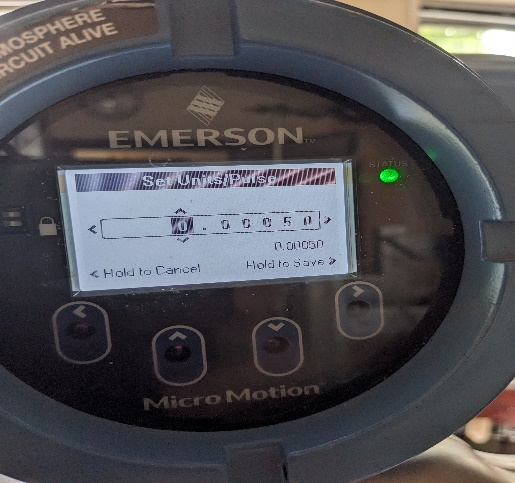 MOSPHERE
RCUIT ALIVE
EMERSON™
STATUS
Set Units/Pulse
< 0.00050 >
0.00050
< Hold to Cancel Hold to Save >
Micro Motion